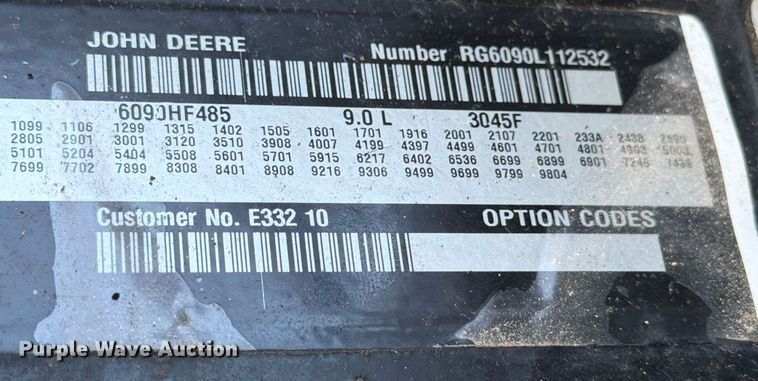 JOHN DEERE Number RG6090L112532
6090HF485 9.0 L 3045F
1099 1106 1299 1315 1402 1505 1601 1701 1916 2001 2107 2201 233A 2438
2805 2901 3001 3120 3510 3908 4007 4199 4397 4499 4601 4701 4801
5101 5204 5404 5508 5601 5701 5915 6217 6402 6536 6699 6899 6901
7699 7702 7899 8308 8401 8908 9216 9306 9499 9699 9799 9804
Customer No. E332 10 OPTION CODES
Purple Wave Auction